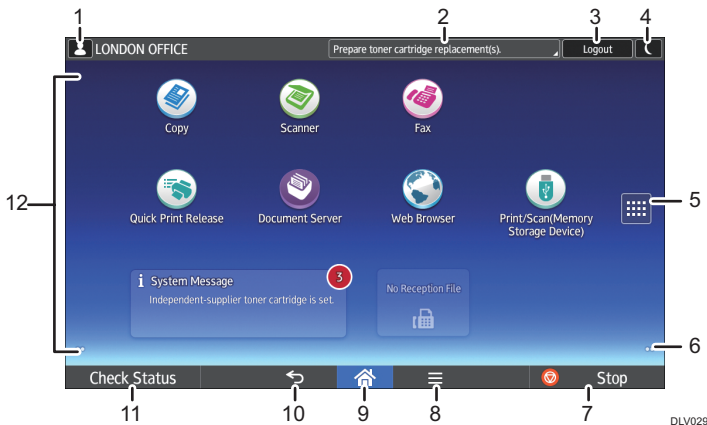 1
2
3
4
LONDON OFFICE
Prepare toner cartridge replacement(s).
Logout
Copy
Scanner
Fax
12
5
Quick Print Release
Document Server
Web Browser
Print/Scan(Memory
Storage Device)
i System Message
3
Independent-supplier toner cartridge is set.
No Reception File
6
Check Status
Stop
11
10
9
8
7
DLV029